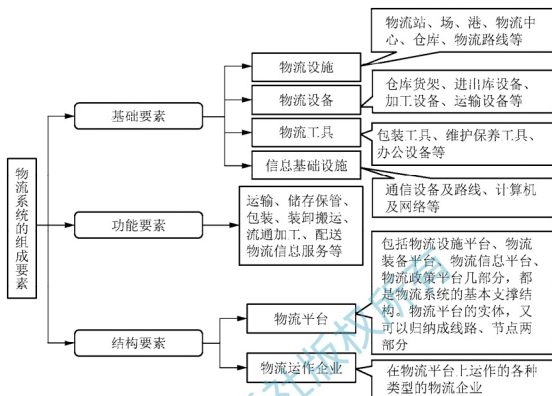 物流系统的组成要素
基础要素
物流设施
物流站、场、港、物流中
心、仓库、物流路线等
物流设备
仓库货架、进出库设备、
加工设备、运输设备等
物流工具
包装工具、维护保养工具、
办公设备等
信息基础设施
通信设备及路线、计算机
及网络等
功能要素
运输、储存保管、
包装、装卸搬运、
流通加工、配送
物流信息服务等
结构要素
物流平台
包括物流设施平台、物流
装备平台、物流信息平台、
物流政策平台几部分，都
是物流系统的基本支撑结
构。物流平台的实体，又
可以归纳成线路、节点两
部分
物流运作企业
在物流平台上运作的各种
类型的物流企业
社版权所有